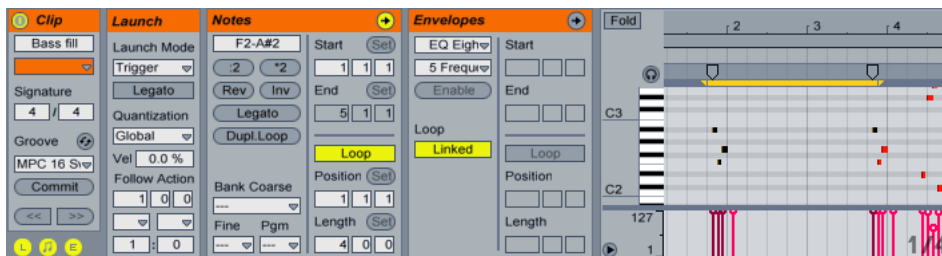 Clip
Bass fill
Signature
4 / 4
Groove
MPC 16 Sw
Commit
<< >>
L E
Launch
Launch Mode
Trigger
Legato
Quantization
Global
Vel 0.0 %
Follow Action
1 0 0
1 : 0
Notes
F2-A#2
:2 *2
Rev Inv
Legato
Dupl.Loop
Bank Coarse
---
Fine Pgm
--- ---
Start Set
1 1 1
End Set
5 1 1
Loop
Position Set
1 1 1
Length Set
4 0 0
Envelopes
EQ Eigh
5 Freque
Enable
Loop
Linked
Start
End
Loop
Position
Length
Fold
2 3 4
C3
C2
127
1
1/4